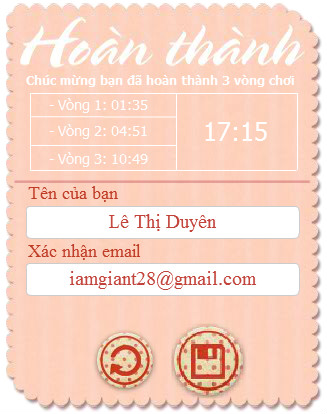 Hoàn thành
Chúc mừng bạn đã hoàn thành 3 vòng chơi
- Vòng 1: 01:35
- Vòng 2: 04:51
- Vòng 3: 10:49
17:15
Tên của bạn
Lê Thị Duyên
Xác nhận email
iamgiant28@gmail.com